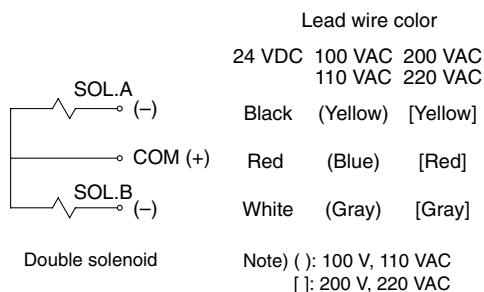 Lead wire color
24 VDC 100 VAC 200 VAC
110 VAC 220 VAC
SOL.A
(–) Black (Yellow) [Yellow]
COM (+) Red (Blue) [Red]
SOL.B
(–) White (Gray) [Gray]
Double solenoid Note) ( ): 100 V, 110 VAC
[ ]: 200 V, 220 VAC